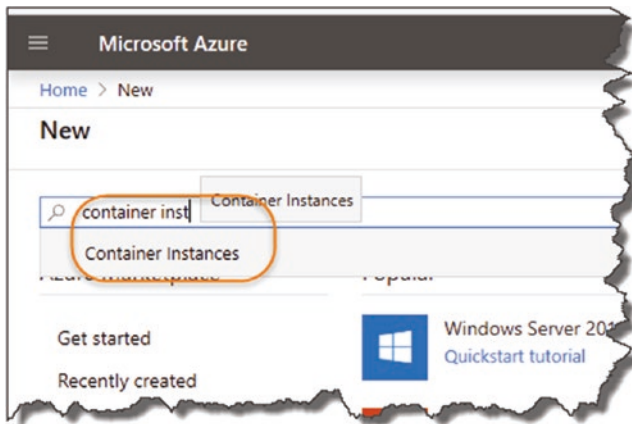 Microsoft Azure
Home > New
New
container inst
Container Instances
Container Instances
Get started
Recently created
Windows Server
Quickstart tutorial